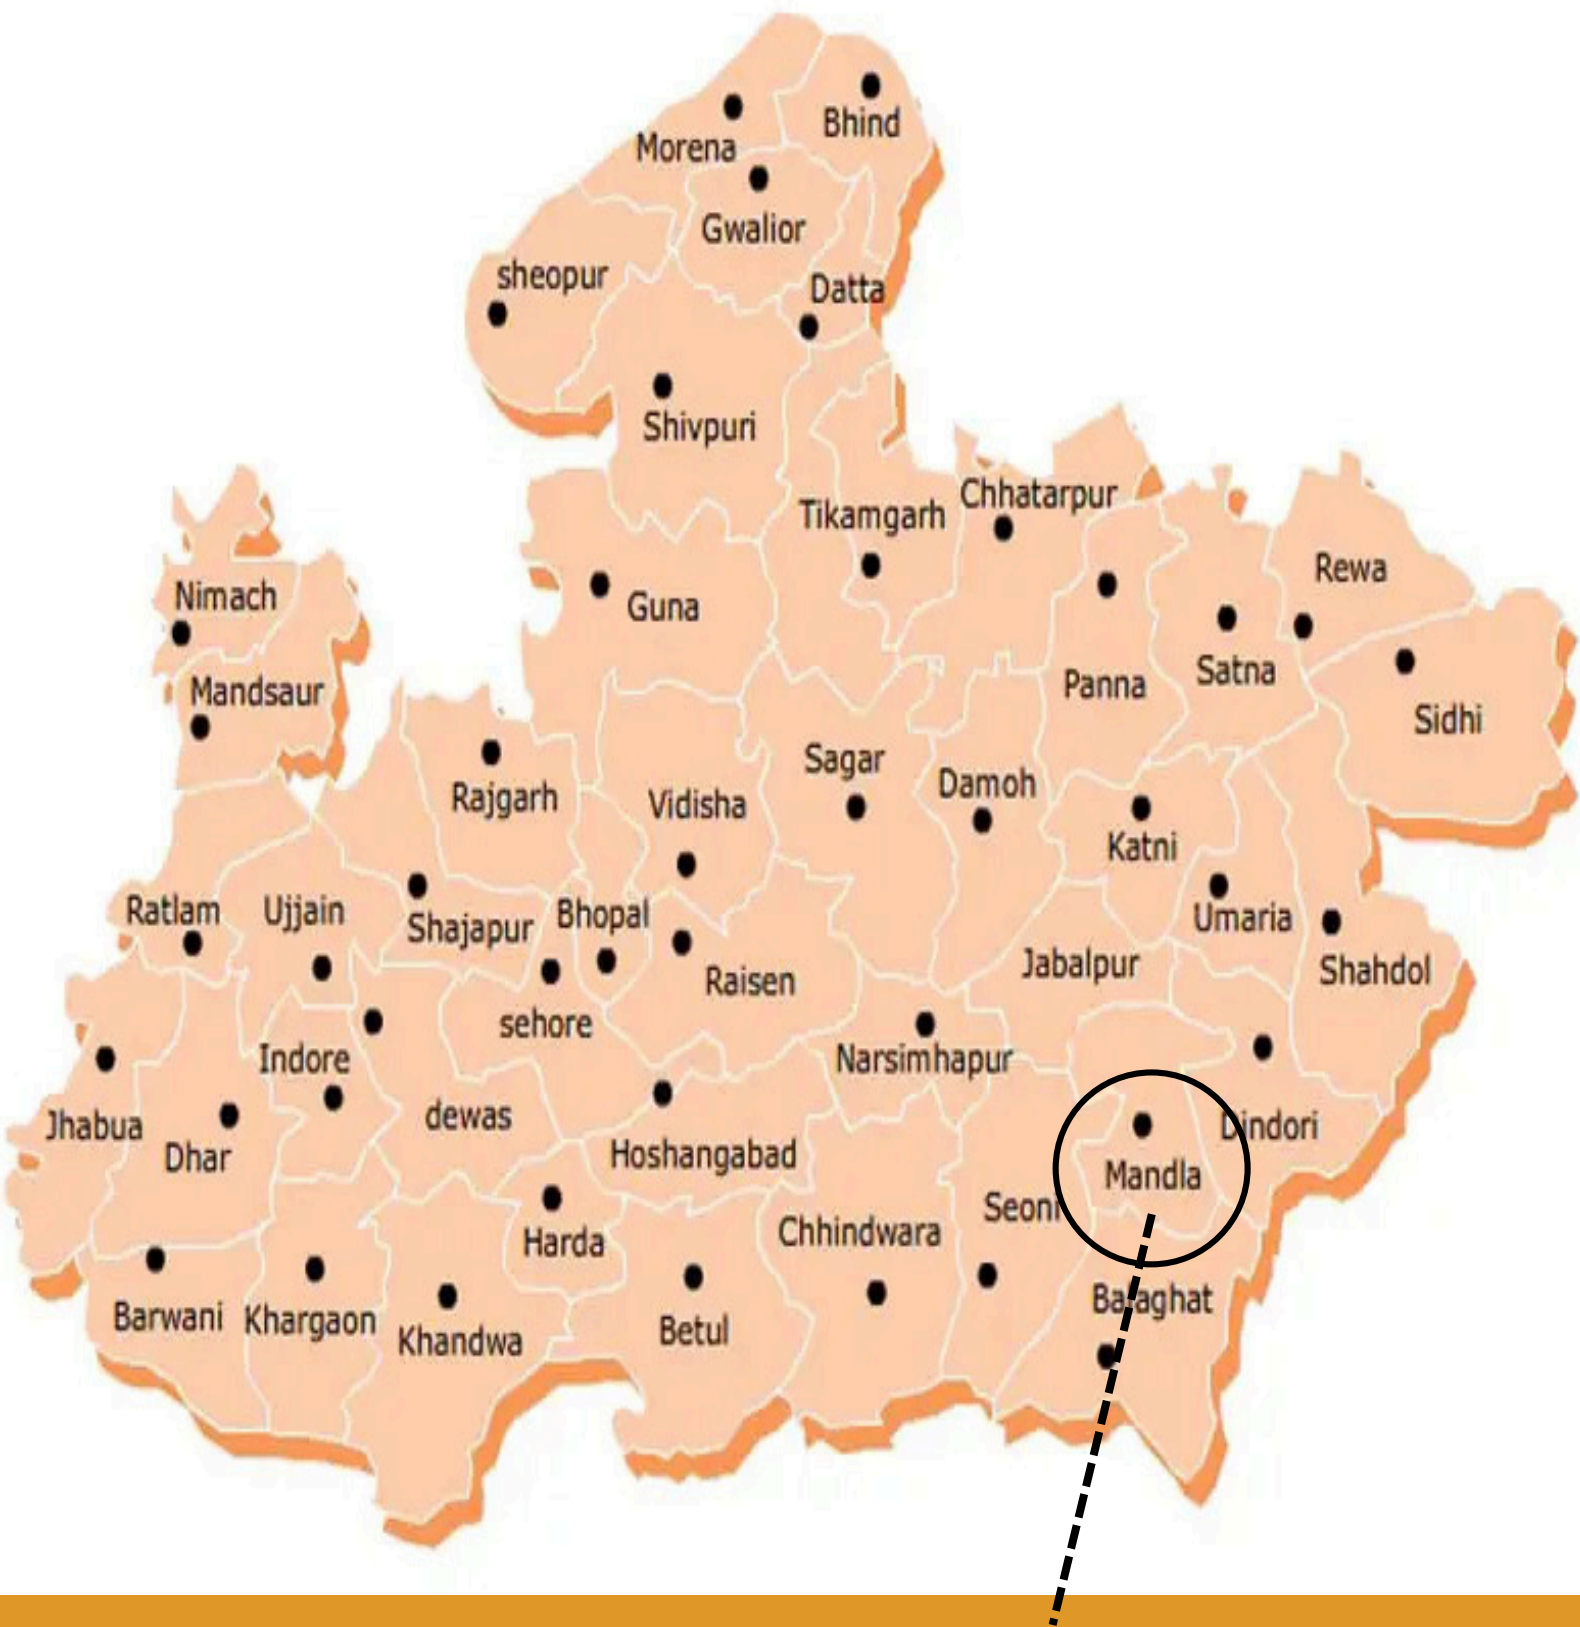 Bhind
Morena
Gwalior
sheopur
Datta
Shivpuri
Chhatarpur
Tikamgarh
Rewa
Nimach
Guna
Satna
Panna
Mandsaur
Sidhi
Sagar
Damoh
Rajgarh
Vidisha
Katni
Ratlam
Ujjain
Bhopal
Umaria
Shajapur
Jabalpur
Shahdol
Raisen
sehore
Indore
Narsimhapur
dewas
Jhabua
Dindori
Dhar
Hoshangabad
Mandla
Seoni
Chhindwara
Harda
Balaghat
Barwani
Khargaon
Betul
Khandwa